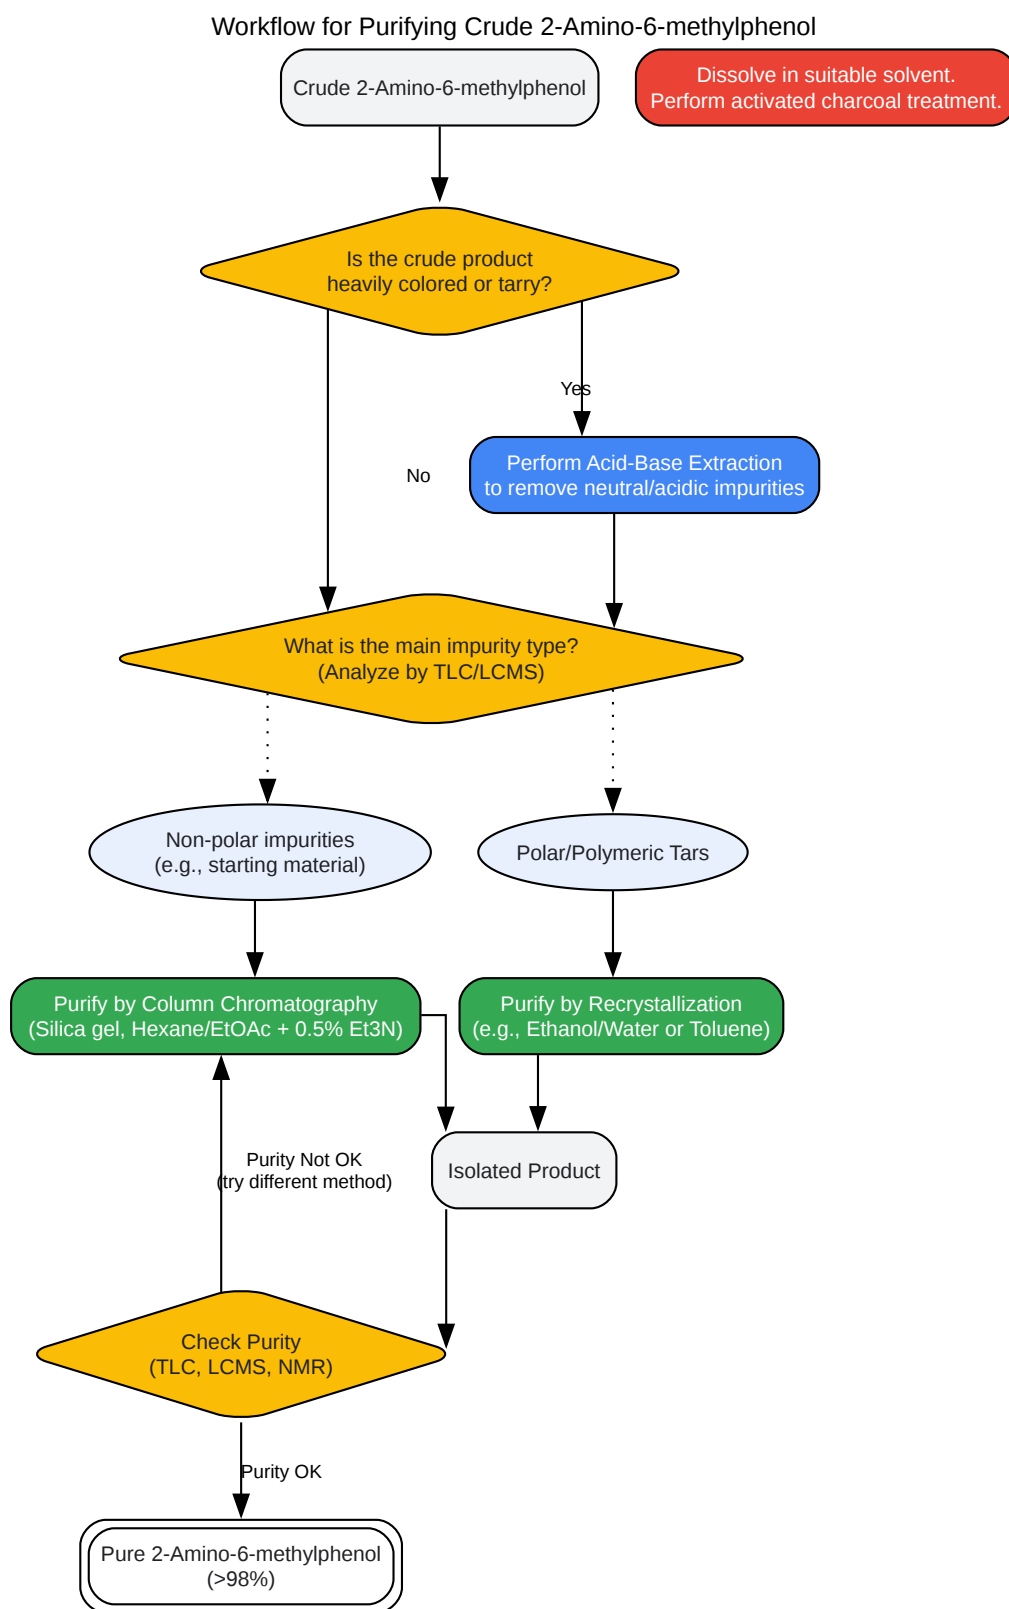 Workflow for Purifying Crude 2-Amino-6-methylphenol
Crude 2-Amino-6-methylphenol
Dissolve in suitable solvent.
Perform activated charcoal treatment.
Is the crude product
heavily colored or tarry?
Yes
No
Perform Acid-Base Extraction
to remove neutral/acidic impurities
What is the main impurity type?
(Analyze by TLC/LCMS)
Non-polar impurities
(e.g., starting material)
Polar/Polymeric Tars
Purify by Column Chromatography
(Silica gel, Hexane/EtOAc + 0.5% Et3N)
Purify by Recrystallization
(e.g., Ethanol/Water or Toluene)
Purity Not OK
(try different method)
Isolated Product
Check Purity
(TLC, LCMS, NMR)
Purity OK
Pure 2-Amino-6-methylphenol
(>98%)